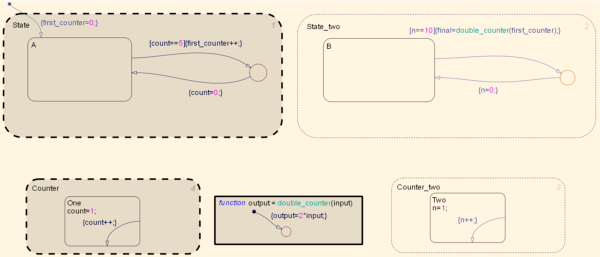 {first_counter=0;}
State
1
A
[count==5]{first_counter++;}
{count=0;}
State_two
2
B
[n==10]{final=double_counter(first_counter);}
{n=0;}
Counter
4
One
count=1;
{count++;}
function output = double_counter(input)
{output=2*input;}
Counter_two
3
Two
n=1;
{n++;}